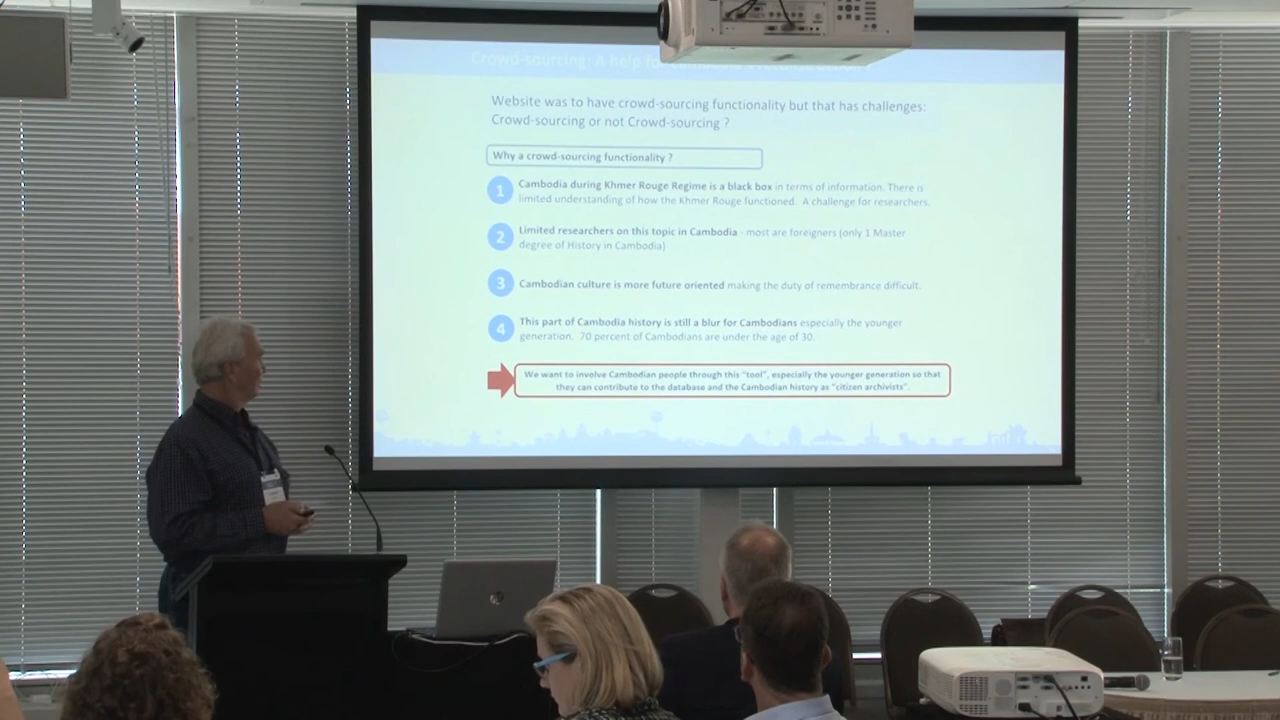 Crowd-sourcing: A help
Website was to have crowd-sourcing functionality but that has challenges:
Crowd-sourcing or not Crowd-sourcing ?
Why a crowd-sourcing functionality ?
1 Cambodia during Khmer Rouge Regime is a black box in terms of information. There is
limited understanding of how the Khmer Rouge functioned. A challenge for researchers.
2 Limited researchers on this topic in Cambodia - most are foreigners (only 1 Master
degree of History in Cambodia)
3 Cambodian culture is more future oriented making the duty of remembrance difficult.
4 This part of Cambodia history is still a blur for Cambodians especially the younger
generation. 70 percent of Cambodians are under the age of 30.
We want to involve Cambodian people through this "tool", especially the younger generation so that
they can contribute to the database and the Cambodian history as "citizen archivists".